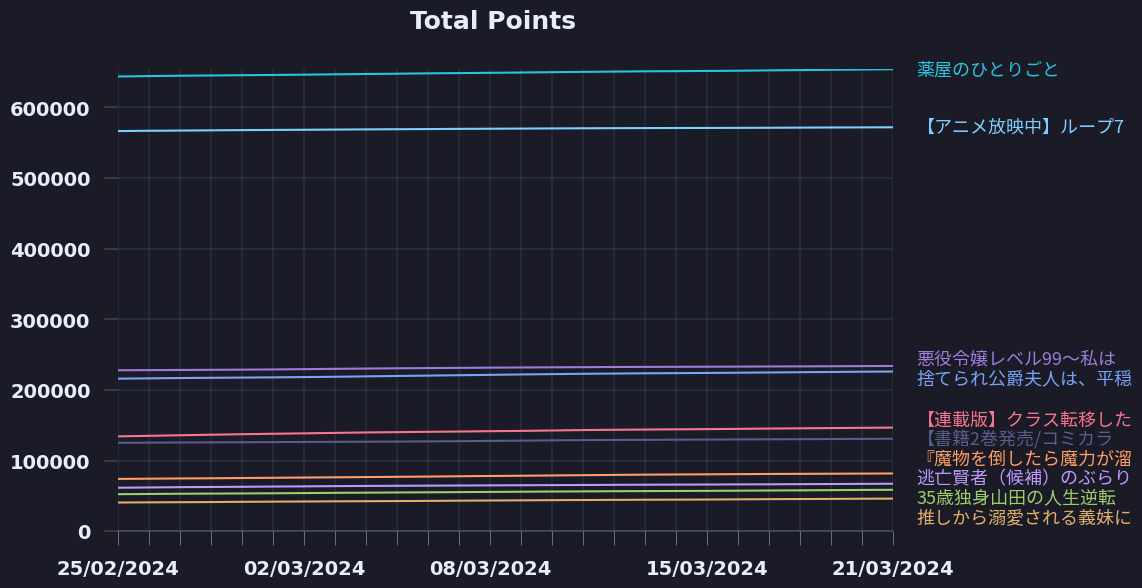 Total Points
600000
500000
400000
300000
200000
100000
0
25/02/2024
02/03/2024
08/03/2024
15/03/2024
21/03/2024
薬屋のひとりごと
【アニメ放映中】ループ7
悪役令嬢レベル99〜私は
捨てられ公爵夫人は、平穏
【連載版】クラス転移した
【書籍2巻発売/コミカラ
『魔物を倒したら魔力が溜
逃亡賢者（候補）のぶらり
35歳独身山田の人生逆転
推しから溺愛される義妹に